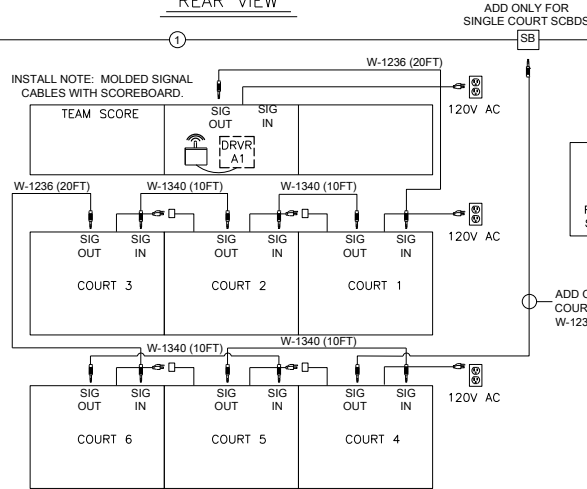 REAR VIEW
ADD ONLY FOR
SINGLE COURT SCBDS
1
SB
W-1236 (20FT)
INSTALL NOTE: MOLDED SIGNAL
CABLES WITH SCOREBOARD.
120V AC
TEAM SCORE
SIG
OUT
SIG
IN
DRVR
A1
W-1236 (20FT)
W-1340 (10FT)
W-1340 (10FT)
120V AC
SIG
OUT
SIG
IN
SIG
OUT
SIG
IN
SIG
OUT
SIG
IN
COURT 3
COURT 2
COURT 1
W-1340 (10FT)
W-1340 (10FT)
120V AC
SIG
OUT
SIG
IN
SIG
OUT
SIG
IN
SIG
OUT
SIG
IN
COURT 6
COURT 5
COURT 4
ADD
COUR
W-123